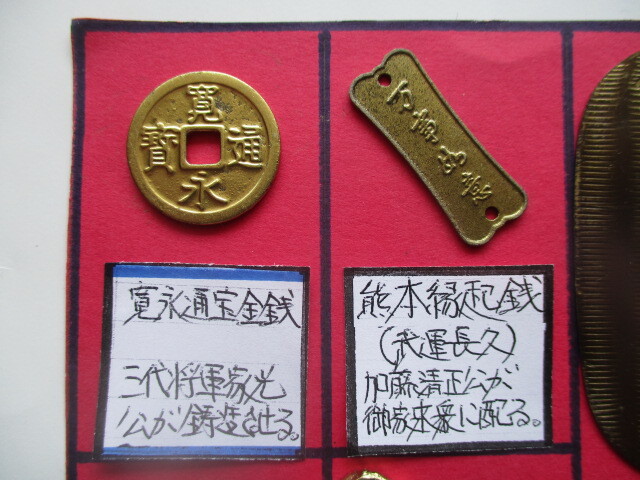 寛永通寳
寛永通宝金銭
三代将軍家光
公が鋳造させる。
熊本縁起銭
(武運長久)
加藤清正公が
御家来衆に配る。